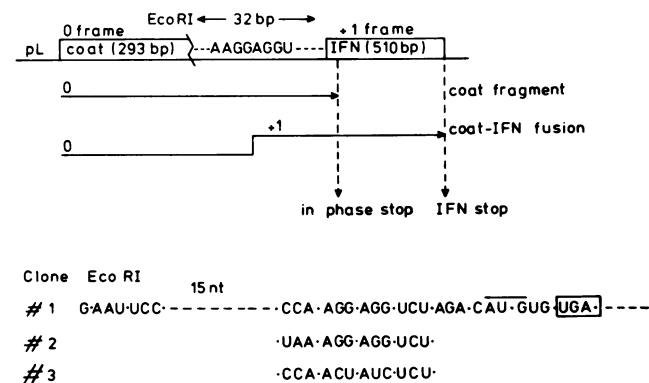 EcoRI 32 bp
0 frame +1 frame
pL coat (293 bp) ---AAGGAGGU---- IFN (510bp)
0 coat fragment
+1 coat-IFN fusion
0
in phase stop IFN stop
Clone Eco RI
15 nt
# 1 G·AAU·UCC·-----------·CCA·AGG·AGG·UCU·AGA·CAU·GUG·UGA·-----
# 2 ·UAA·AGG·AGG·UCU·
# 3 ·CCA·ACU·AUC·UCU·